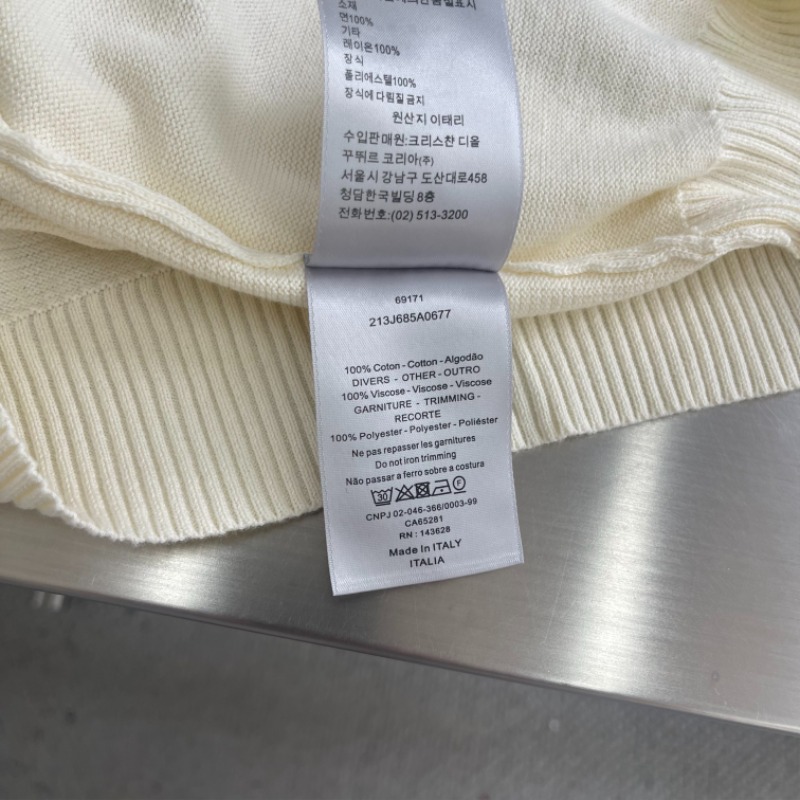 소재
면100%
기타
레이온100%
장식
폴리에스텔100%
장식에 다림질 금지
원산지 이태리
수입판매원:크리스찬 디올
꾸뛰르 코리아(주)
서울시 강남구 도산대로458
청담한국빌딩 8층
전화번호:(02) 513-3200
69171
213J685A0677
100% Coton - Cotton - Algodão
DIVERS - OTHER - OUTRO
100% Viscose - Viscose - Viscose
GARNITURE - TRIMMING -
RECORTE
100% Polyester - Polyester - Poliéster
Ne pas repasser les garnitures
Do not iron trimming
Não passar a ferro sobre a costura
30 F
CNPJ 02-046-366/0003-99
CA65281
RN : 143628
Made In ITALY
ITALIA